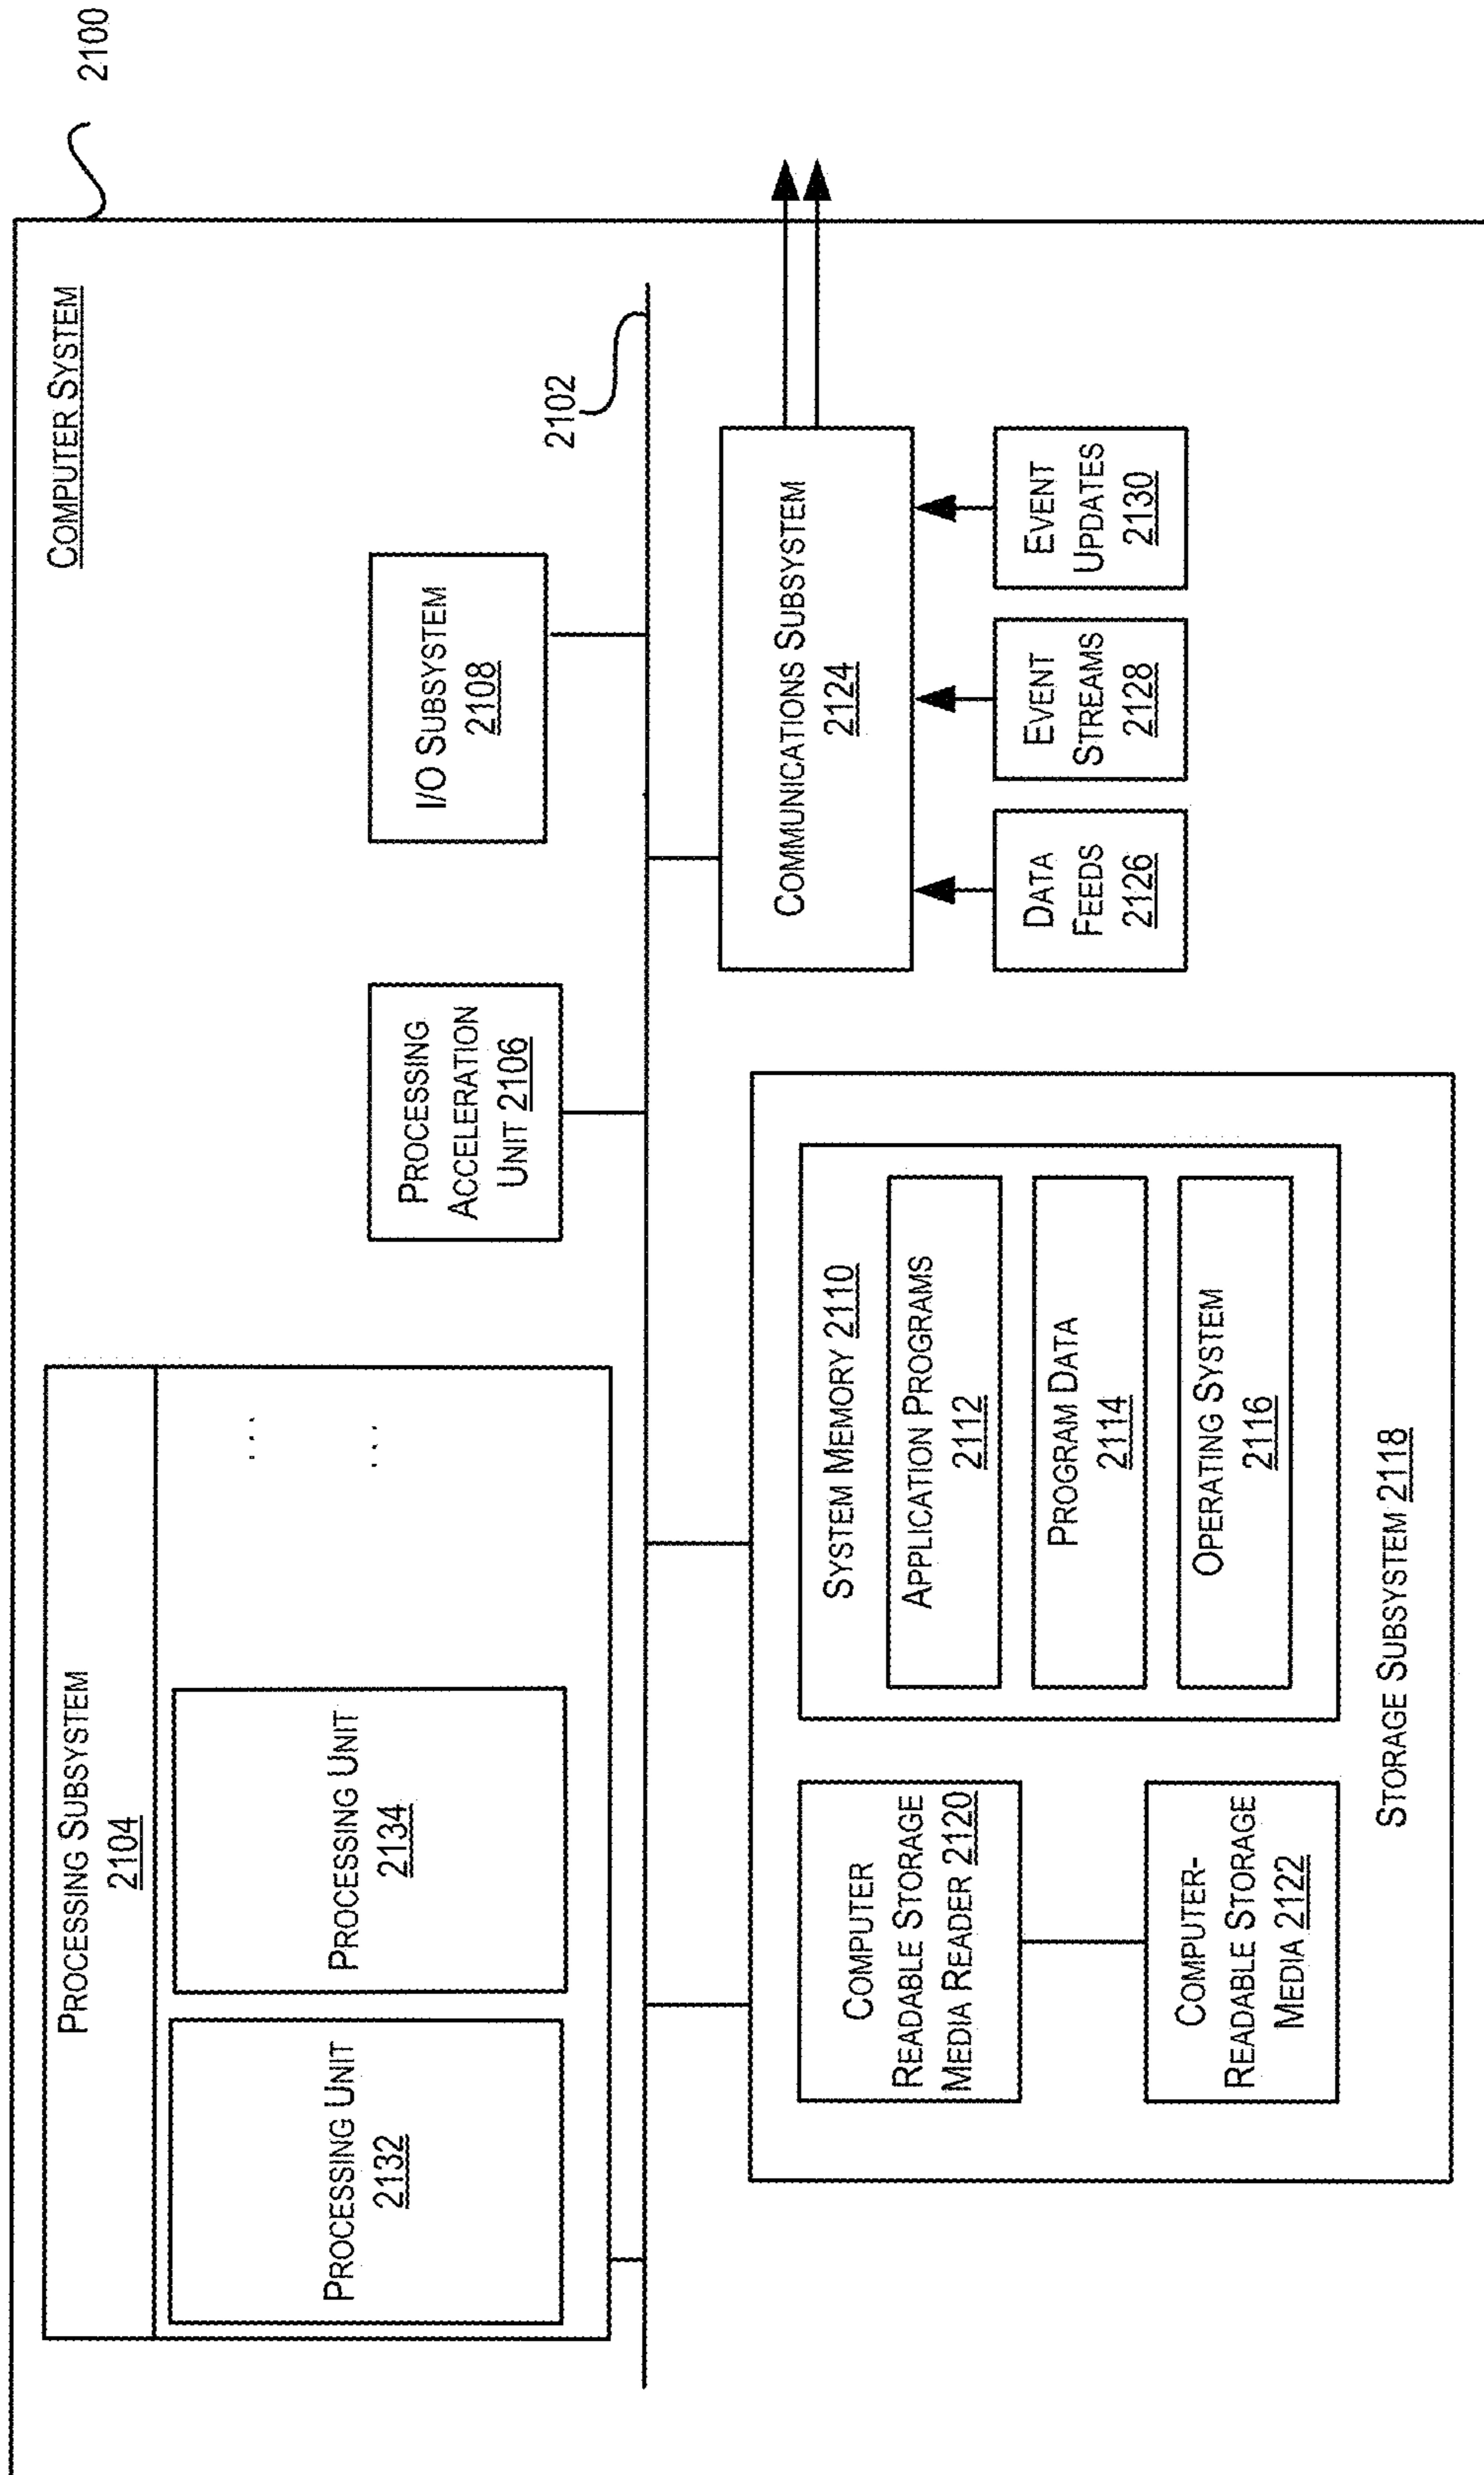 2100
COMPUTER SYSTEM
PROCESSING SUBSYSTEM
2104
PROCESSING UNIT
2132
PROCESSING UNIT
2134
...
...
PROCESSING
ACCELERATION
UNIT 2106
I/O SUBSYSTEM
2108
2102
COMPUTER
READABLE STORAGE
MEDIA READER 2120
COMPUTER-
READABLE STORAGE
MEDIA 2122
SYSTEM MEMORY 2110
APPLICATION PROGRAMS
2112
PROGRAM DATA
2114
OPERATING SYSTEM
2116
STORAGE SUBSYSTEM 2118
COMMUNICATIONS SUBSYSTEM
2124
DATA
FEEDS
2126
EVENT
STREAMS
2128
EVENT
UPDATES
2130